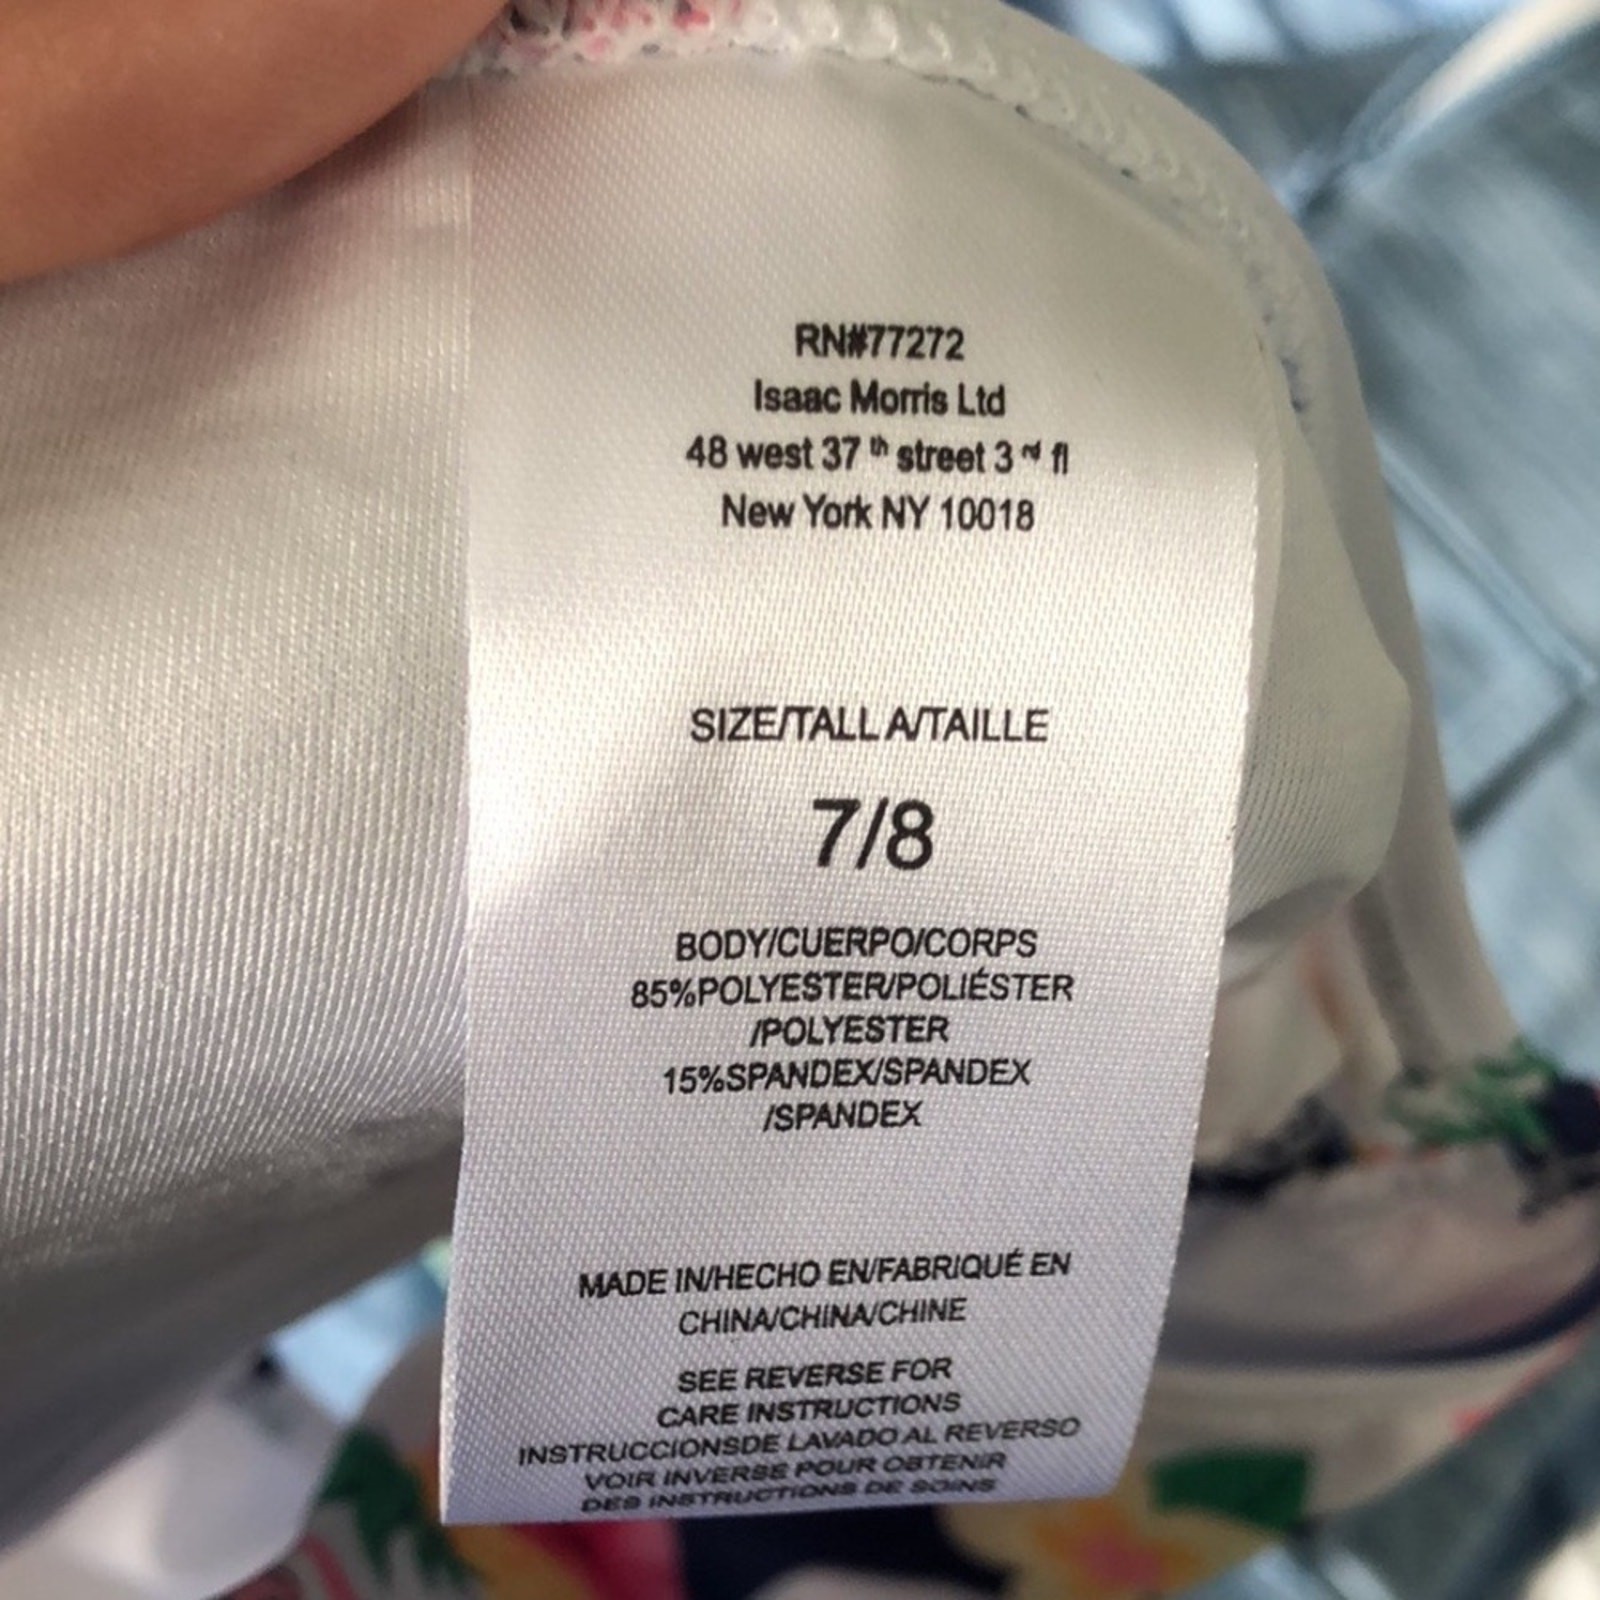 RN#77272
Isaac Morris Ltd
48 west 37 th street 3 rd fl
New York NY 10018
SIZE/TALLA/TAILLE
7/8
BODY/CUERPO/CORPS
85%POLYESTER/POLIÉSTER
/POLYESTER
15%SPANDEX/SPANDEX
/SPANDEX
MADE IN/HECHO EN/FABRIQUÉ EN
CHINA/CHINA/CHINE
SEE REVERSE FOR
CARE INSTRUCTIONS
INSTRUCCIONSDE LAVADO AL REVERSO
VOIR INVERSE POUR OBTENIR
DES INSTRUCTIONS DE SOINS